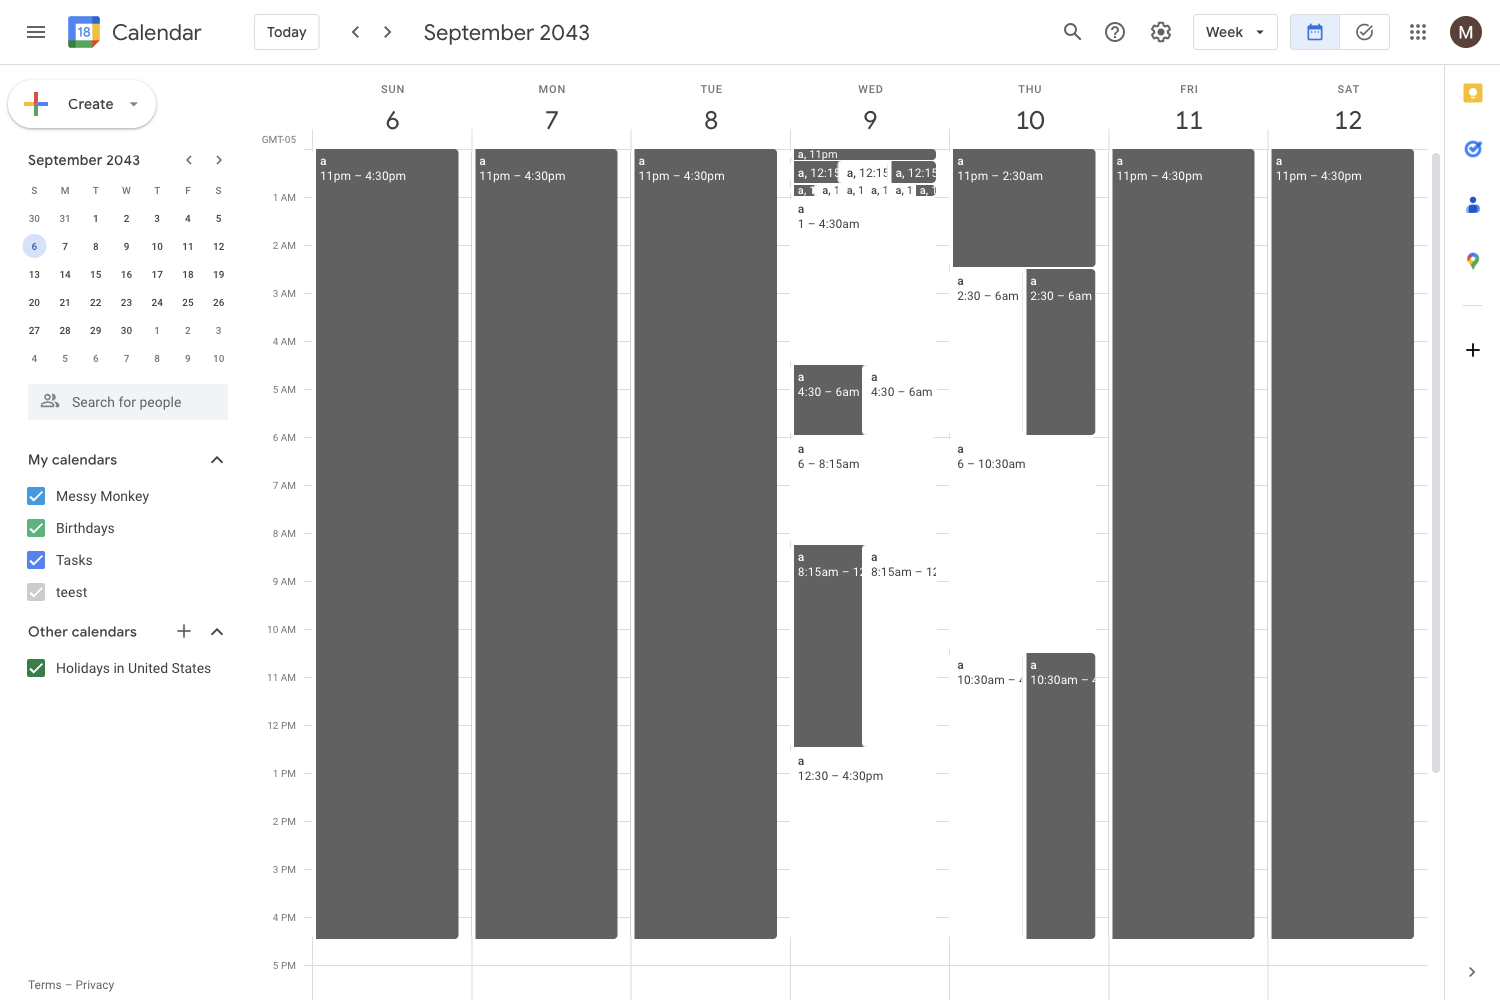 18 Calendar Today September 2043 Week M
Create
SUN MON TUE WED THU FRI SAT
6 7 8 9 10 11 12
GMT-05
September 2043
S M T W T F S
30 31 1 2 3 4 5
6 7 8 9 10 11 12
13 14 15 16 17 18 19
20 21 22 23 24 25 26
27 28 29 30 1 2 3
4 5 6 7 8 9 10
Search for people
My calendars
Messy Monkey
Birthdays
Tasks
teest
Other calendars
Holidays in United States
Terms – Privacy
1 AM
2 AM
3 AM
4 AM
5 AM
6 AM
7 AM
8 AM
9 AM
10 AM
11 AM
12 PM
1 PM
2 PM
3 PM
4 PM
5 PM
a
11pm – 4:30pm
a
11pm – 4:30pm
a
11pm – 4:30pm
a, 11pm
a, 12:15 a, 12:15 a, 12:15
a, 1 a, 1 a, 1 a, 1 a, 1 a, 1
a
1 – 4:30am
a
4:30 – 6am
a
4:30 – 6am
a
6 – 8:15am
a
8:15am – 12
a
8:15am – 12
a
12:30 – 4:30pm
a
11pm – 2:30am
a
2:30 – 6am
a
2:30 – 6am
a
6 – 10:30am
a
10:30am – 4
a
10:30am – 4
a
11pm – 4:30pm
a
11pm – 4:30pm